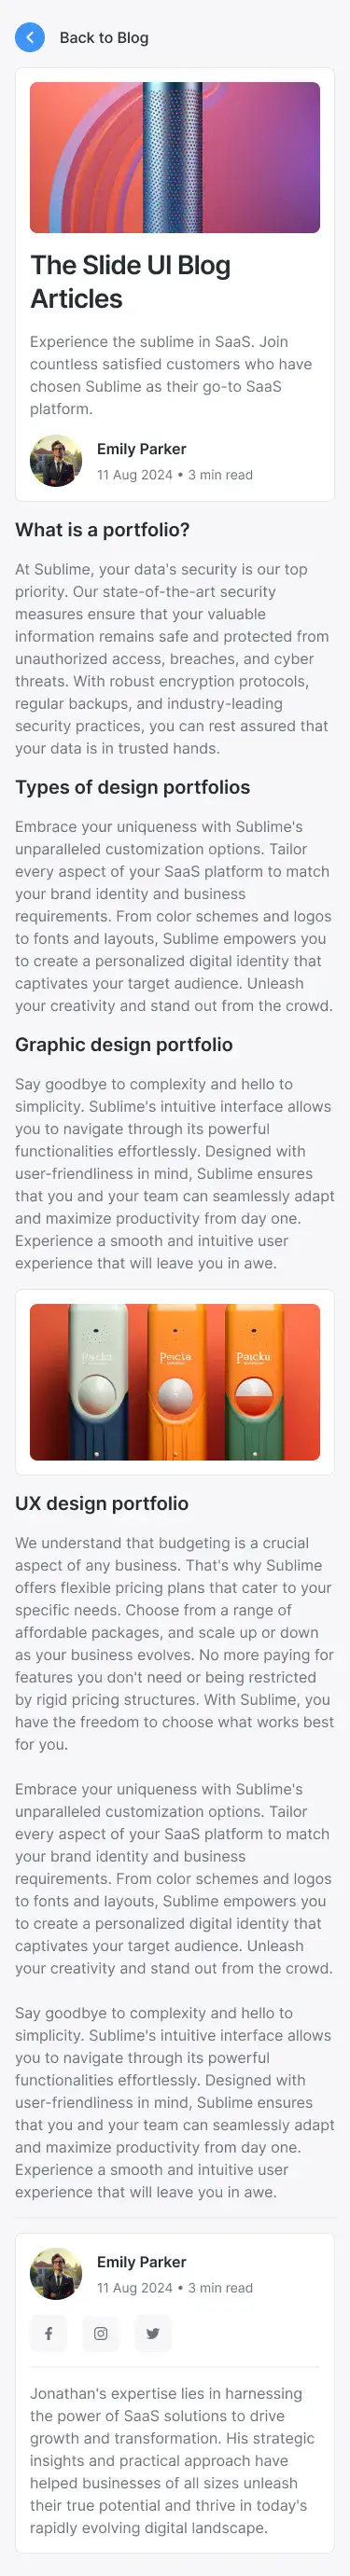 Back to Blog
The Slide UI Blog
Articles
Experience the sublime in SaaS. Join
countless satisfied customers who have
chosen Sublime as their go-to SaaS
platform.
Emily Parker
11 Aug 2024 • 3 min read
What is a portfolio?
At Sublime, your data's security is our top
priority. Our state-of-the-art security
measures ensure that your valuable
information remains safe and protected from
unauthorized access, breaches, and cyber
threats. With robust encryption protocols,
regular backups, and industry-leading
security practices, you can rest assured that
your data is in trusted hands.
Types of design portfolios
Embrace your uniqueness with Sublime's
unparalleled customization options. Tailor
every aspect of your SaaS platform to match
your brand identity and business
requirements. From color schemes and logos
to fonts and layouts, Sublime empowers you
to create a personalized digital identity that
captivates your target audience. Unleash
your creativity and stand out from the crowd.
Graphic design portfolio
Say goodbye to complexity and hello to
simplicity. Sublime's intuitive interface allows
you to navigate through its powerful
functionalities effortlessly. Designed with
user-friendliness in mind, Sublime ensures
that you and your team can seamlessly adapt
and maximize productivity from day one.
Experience a smooth and intuitive user
experience that will leave you in awe.
UX design portfolio
We understand that budgeting is a crucial
aspect of any business. That's why Sublime
offers flexible pricing plans that cater to your
specific needs. Choose from a range of
affordable packages, and scale up or down
as your business evolves. No more paying for
features you don't need or being restricted
by rigid pricing structures. With Sublime, you
have the freedom to choose what works best
for you.
Embrace your uniqueness with Sublime's
unparalleled customization options. Tailor
every aspect of your SaaS platform to match
your brand identity and business
requirements. From color schemes and logos
to fonts and layouts, Sublime empowers you
to create a personalized digital identity that
captivates your target audience. Unleash
your creativity and stand out from the crowd.
Say goodbye to complexity and hello to
simplicity. Sublime's intuitive interface allows
you to navigate through its powerful
functionalities effortlessly. Designed with
user-friendliness in mind, Sublime ensures
that you and your team can seamlessly adapt
and maximize productivity from day one.
Experience a smooth and intuitive user
experience that will leave you in awe.
Emily Parker
11 Aug 2024 • 3 min read
Jonathan's expertise lies in harnessing
the power of SaaS solutions to drive
growth and transformation. His strategic
insights and practical approach have
helped businesses of all sizes unleash
their true potential and thrive in today's
rapidly evolving digital landscape.